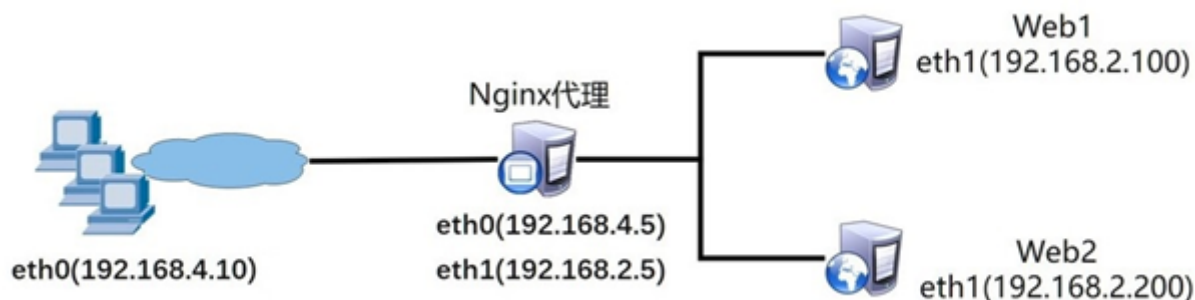 Web1
eth1(192.168.2.100)
Nginx代理
eth0(192.168.4.5)
eth1(192.168.2.5)
eth0(192.168.4.10)
Web2
eth1(192.168.2.200)